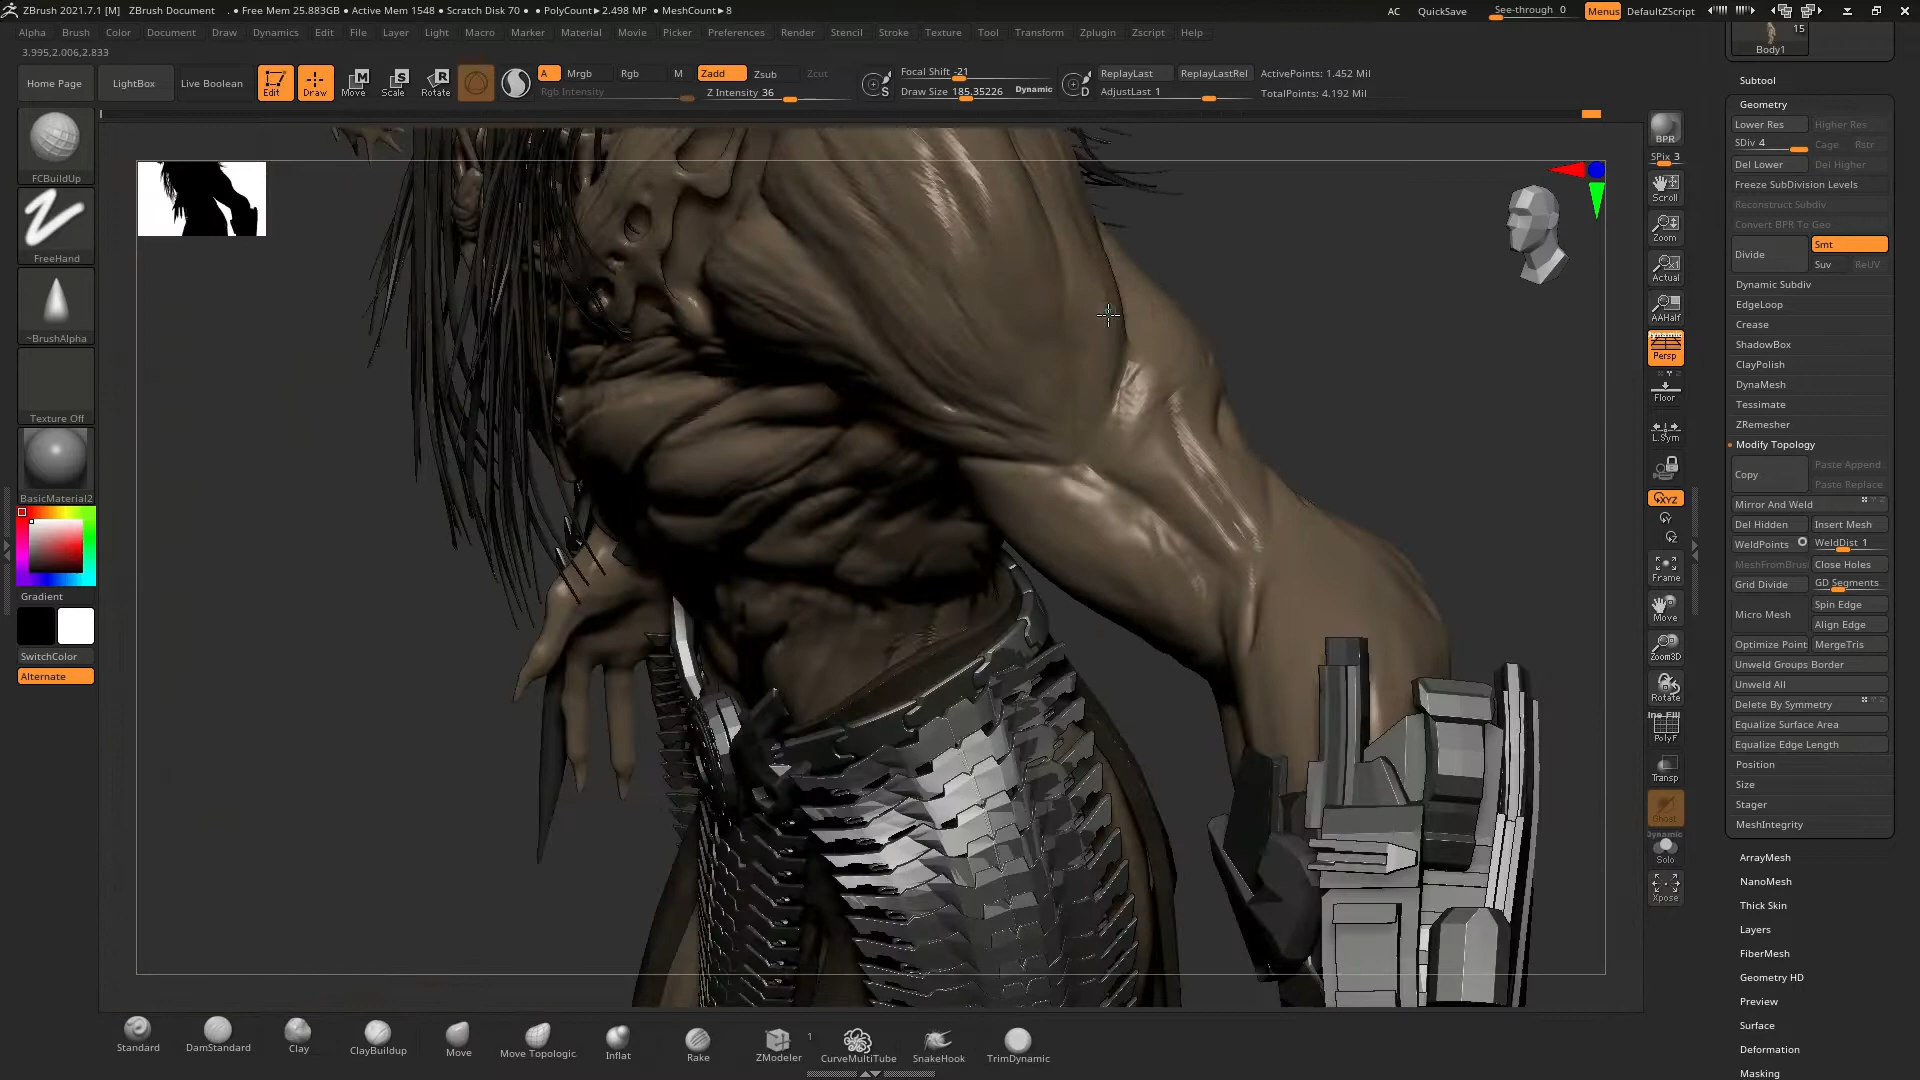 ZBrush 2021.7.1 [M] ZBrush Document . • Free Mem 25.883GB • Active Mem 1548 • Scratch Disk 70 • • PolyCount► 2.498 MP • MeshCount► 8 AC QuickSave See-through 0 Menus DefaultZScript
Alpha Brush Color Document Draw Dynamics Edit File Layer Light Macro Marker Material Movie Picker Preferences Render Stencil Stroke Texture Tool Transform Zplugin Zscript Help
3.995,2.006,2.833
Home Page LightBox Live Boolean Edit Draw Move Scale Rotate A Mrgb Rgb M Zadd Zsub Zcut
Rgb Intensity Z Intensity 36
S Focal Shift -21
Draw Size 185.35226 Dynamic D
ReplayLast ReplayLastRel
AdjustLast 1
ActivePoints: 1.452 Mil
TotalPoints: 4.192 Mil
FCBuildUp
FreeHand
~BrushAlpha
Texture Off
BasicMaterial2
Gradient
SwitchColor
Alternate
BPR
SPix 3
Scroll
Zoom
Actual
AAHalf
Dynamic
Persp
Floor
L.Sym
XYZ
Frame
Move
Zoom3D
Rotate
PolyF
Transp
Ghost
Dynamic
Solo
Xpose
15
Body1
Subtool
Geometry
Lower Res Higher Res
SDiv 4 Cage Rstr
Del Lower Del Higher
Freeze SubDivision Levels
Reconstruct Subdiv
Convert BPR To Geo
Divide Smt
Suv ReUV
Dynamic Subdiv
EdgeLoop
Crease
ShadowBox
ClayPolish
DynaMesh
Tessimate
ZRemesher
Modify Topology
Copy Paste Append
Paste Replace
Mirror And Weld
Del Hidden Insert Mesh
WeldPoints WeldDist 1
MeshFromBrus Close Holes
Grid Divide GD Segments
Micro Mesh Spin Edge
Align Edge
Optimize Point MergeTris
Unweld Groups Border
Unweld All
Delete By Symmetry
Equalize Surface Area
Equalize Edge Length
Position
Size
Stager
MeshIntegrity
ArrayMesh
NanoMesh
Thick Skin
Layers
FiberMesh
Geometry HD
Preview
Surface
Deformation
Masking
Standard DamStandard Clay ClayBuildup Move Move Topologic Inflat Rake ZModeler 1 CurveMultiTube SnakeHook TrimDynamic